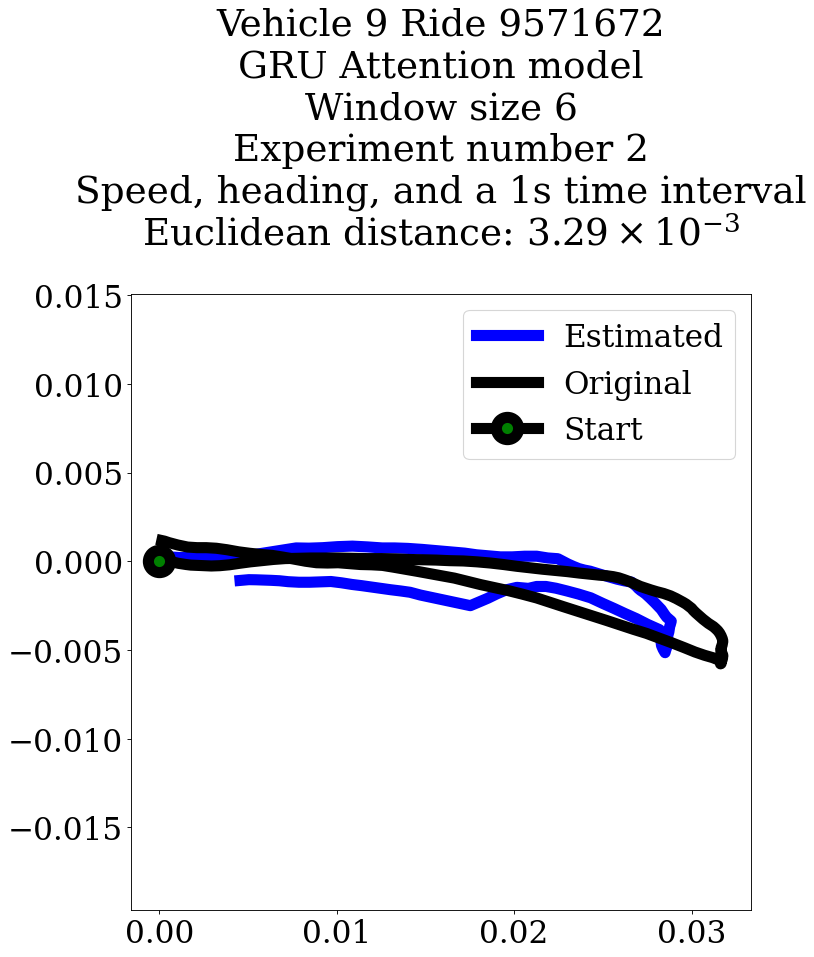 Vehicle 9 Ride 9571672
GRU Attention model
Window size 6
Experiment number 2
Speed, heading, and a 1s time interval
Euclidean distance: 3.29 × 10⁻³
0.015
0.010
0.005
0.000
−0.005
−0.010
−0.015
Estimated
Original
Start
0.00 0.01 0.02 0.03